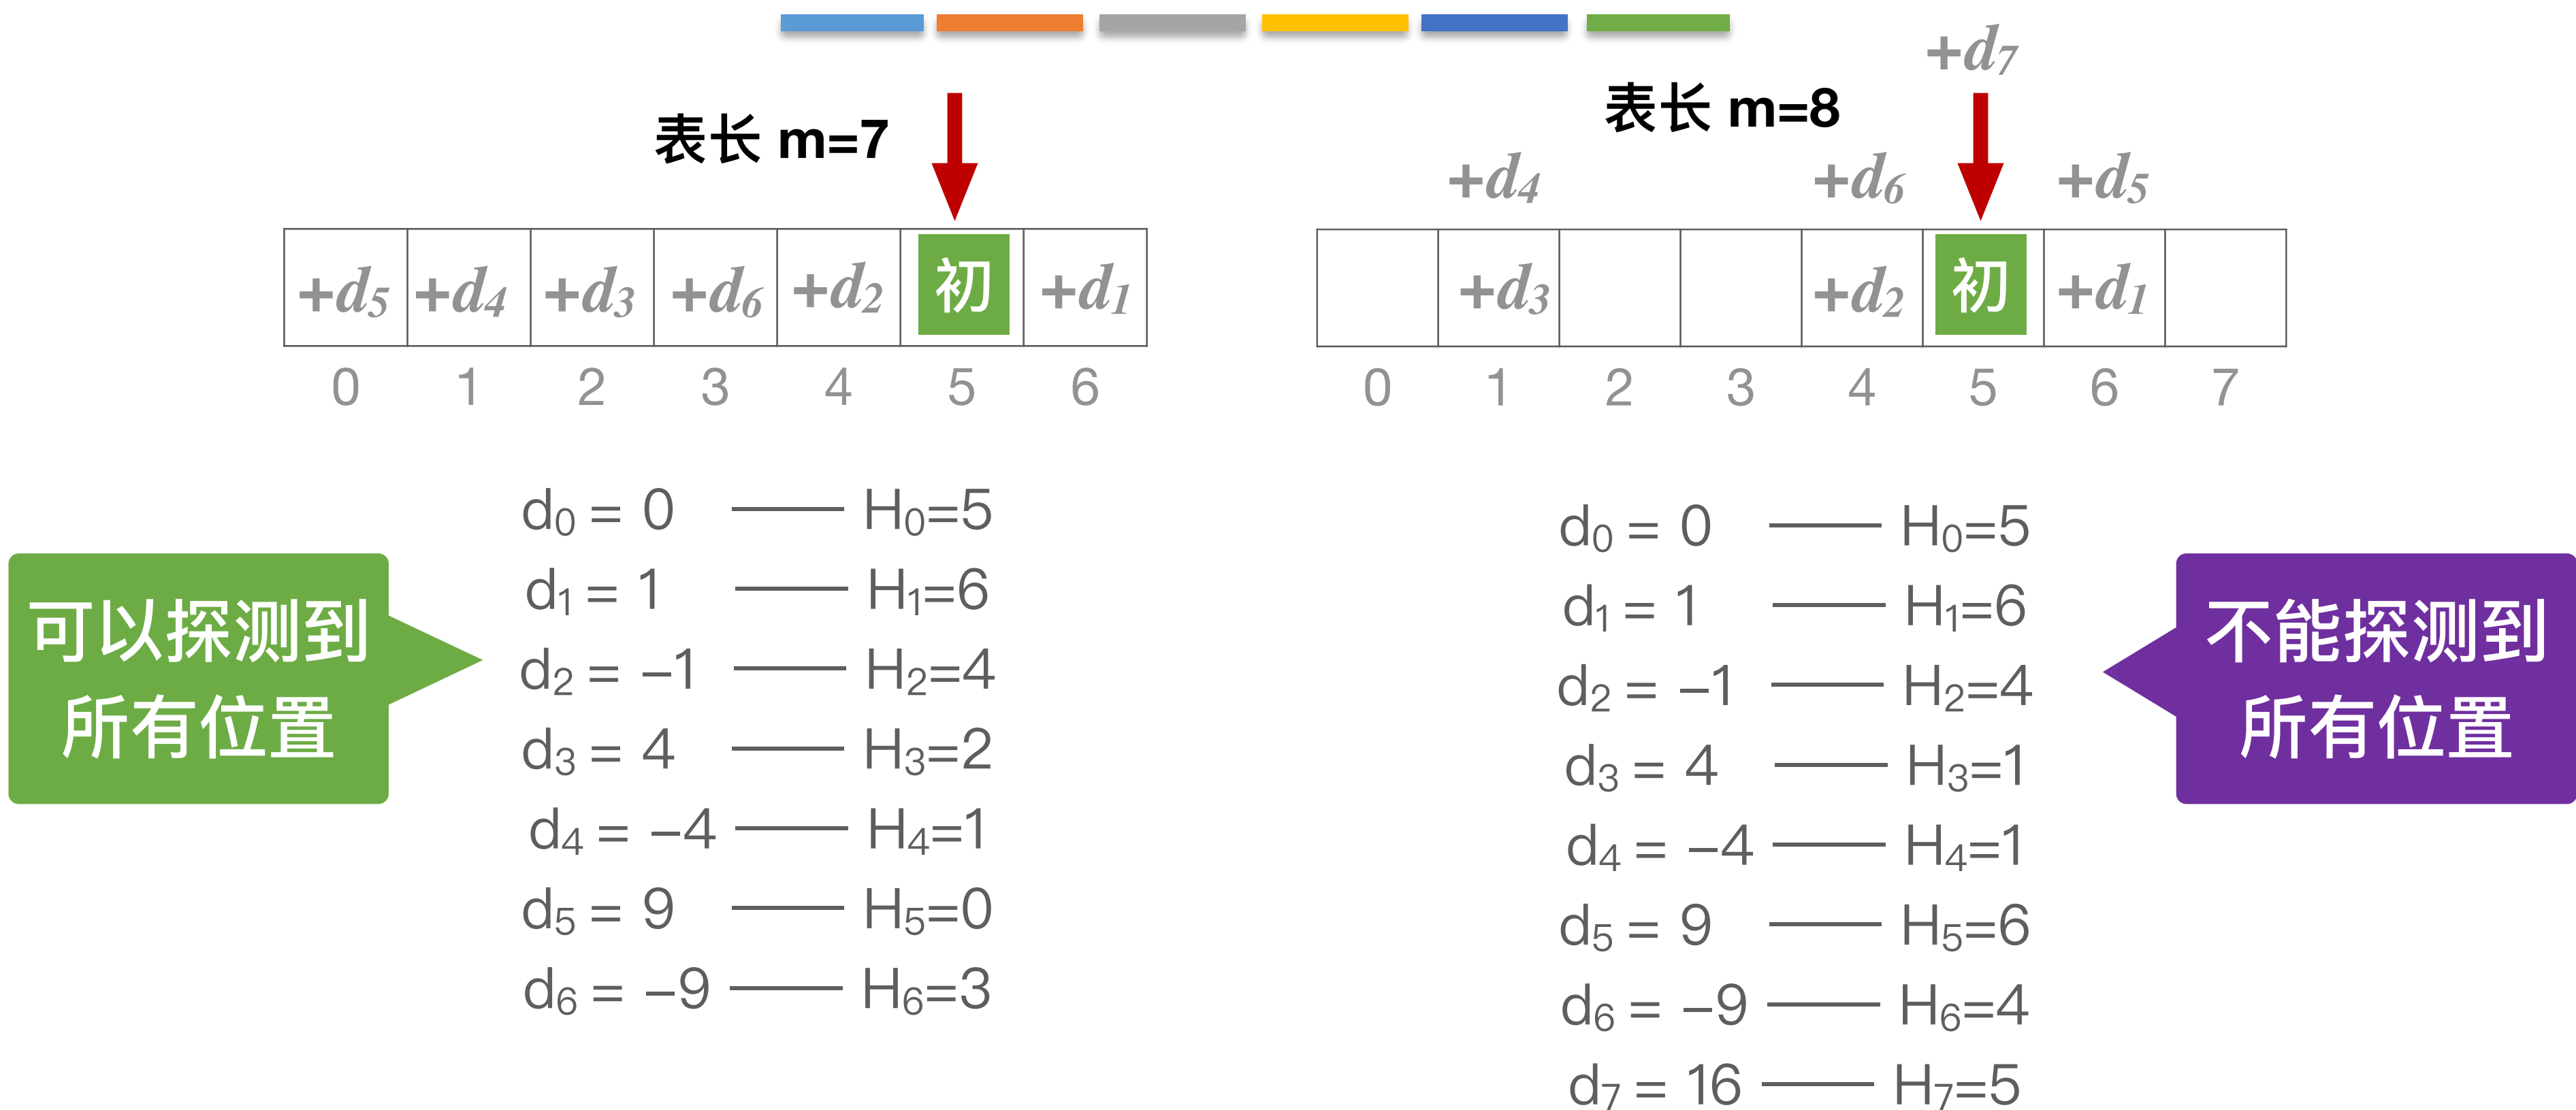 表长 m=7
+d5 +d4 +d3 +d6 +d2 初 +d1
0 1 2 3 4 5 6
可以探测到
所有位置
d0 = 0 —— H0=5
d1 = 1 —— H1=6
d2 = –1 —— H2=4
d3 = 4 —— H3=2
d4 = –4 —— H4=1
d5 = 9 —— H5=0
d6 = –9 —— H6=3
+d7
表长 m=8
+d4 +d6 +d5
+d3 +d2 初 +d1
0 1 2 3 4 5 6 7
d0 = 0 —— H0=5
d1 = 1 —— H1=6
d2 = –1 —— H2=4
d3 = 4 —— H3=1
d4 = –4 —— H4=1
d5 = 9 —— H5=6
d6 = –9 —— H6=4
d7 = 16 —— H7=5
不能探测到
所有位置